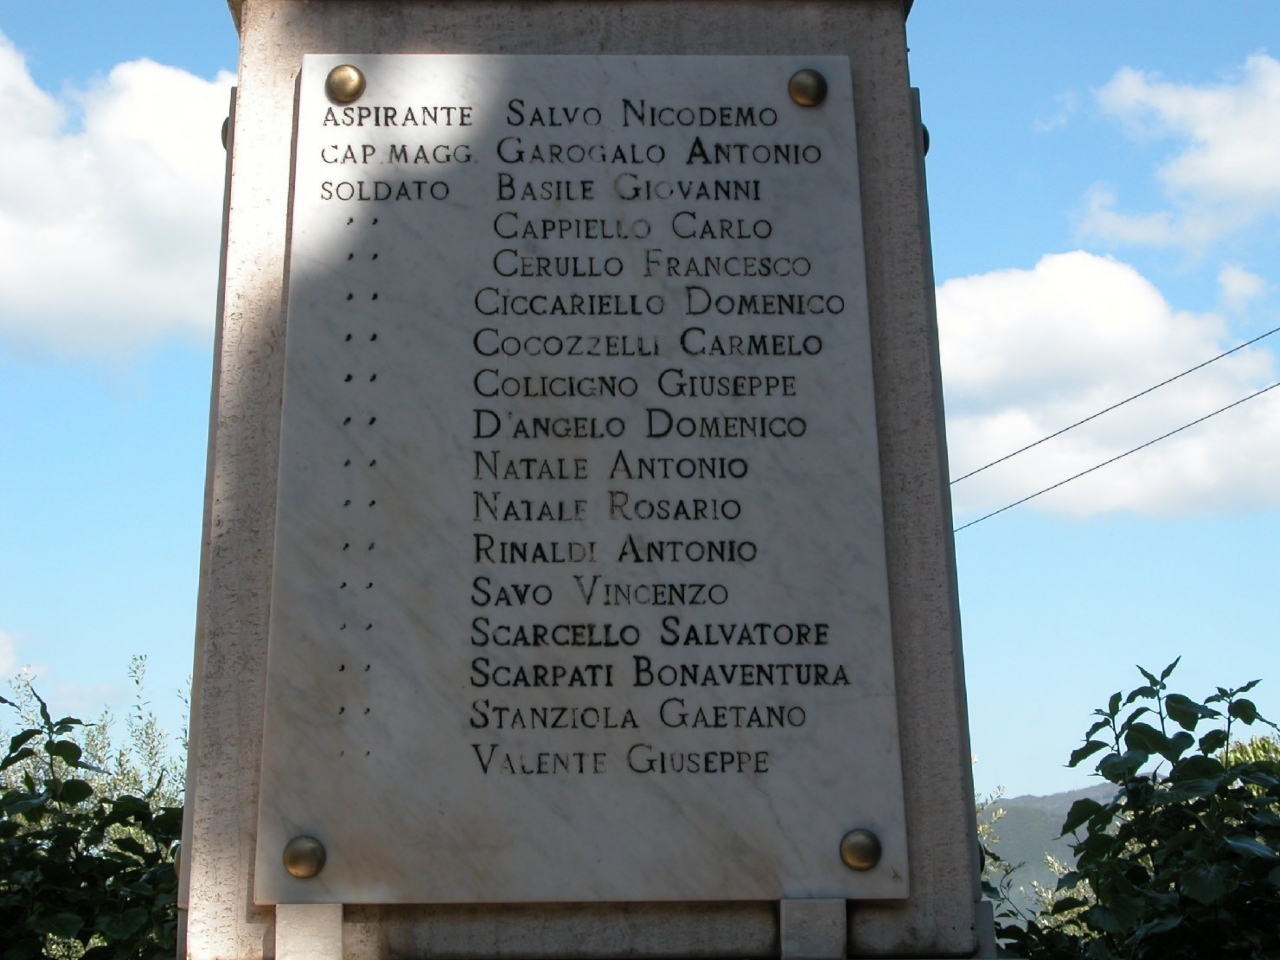 ASPIRANTE SALVO NICODEMO
CAP. MAGG. GAROGALO ANTONIO
SOLDATO BASILE GIOVANNI
" CAPPIELLO CARLO
" CERULLO FRANCESCO
" CICCARIELLO DOMENICO
" COCOZZELLI CARMELO
" COLICIGNO GIUSEPPE
" D'ANGELO DOMENICO
" NATALE ANTONIO
" NATALE ROSARIO
" RINALDI ANTONIO
" SAVO VINCENZO
" SCARCELLO SALVATORE
" SCARPATI BONAVENTURA
" STANZIOLA GAETANO
" VALENTE GIUSEPPE